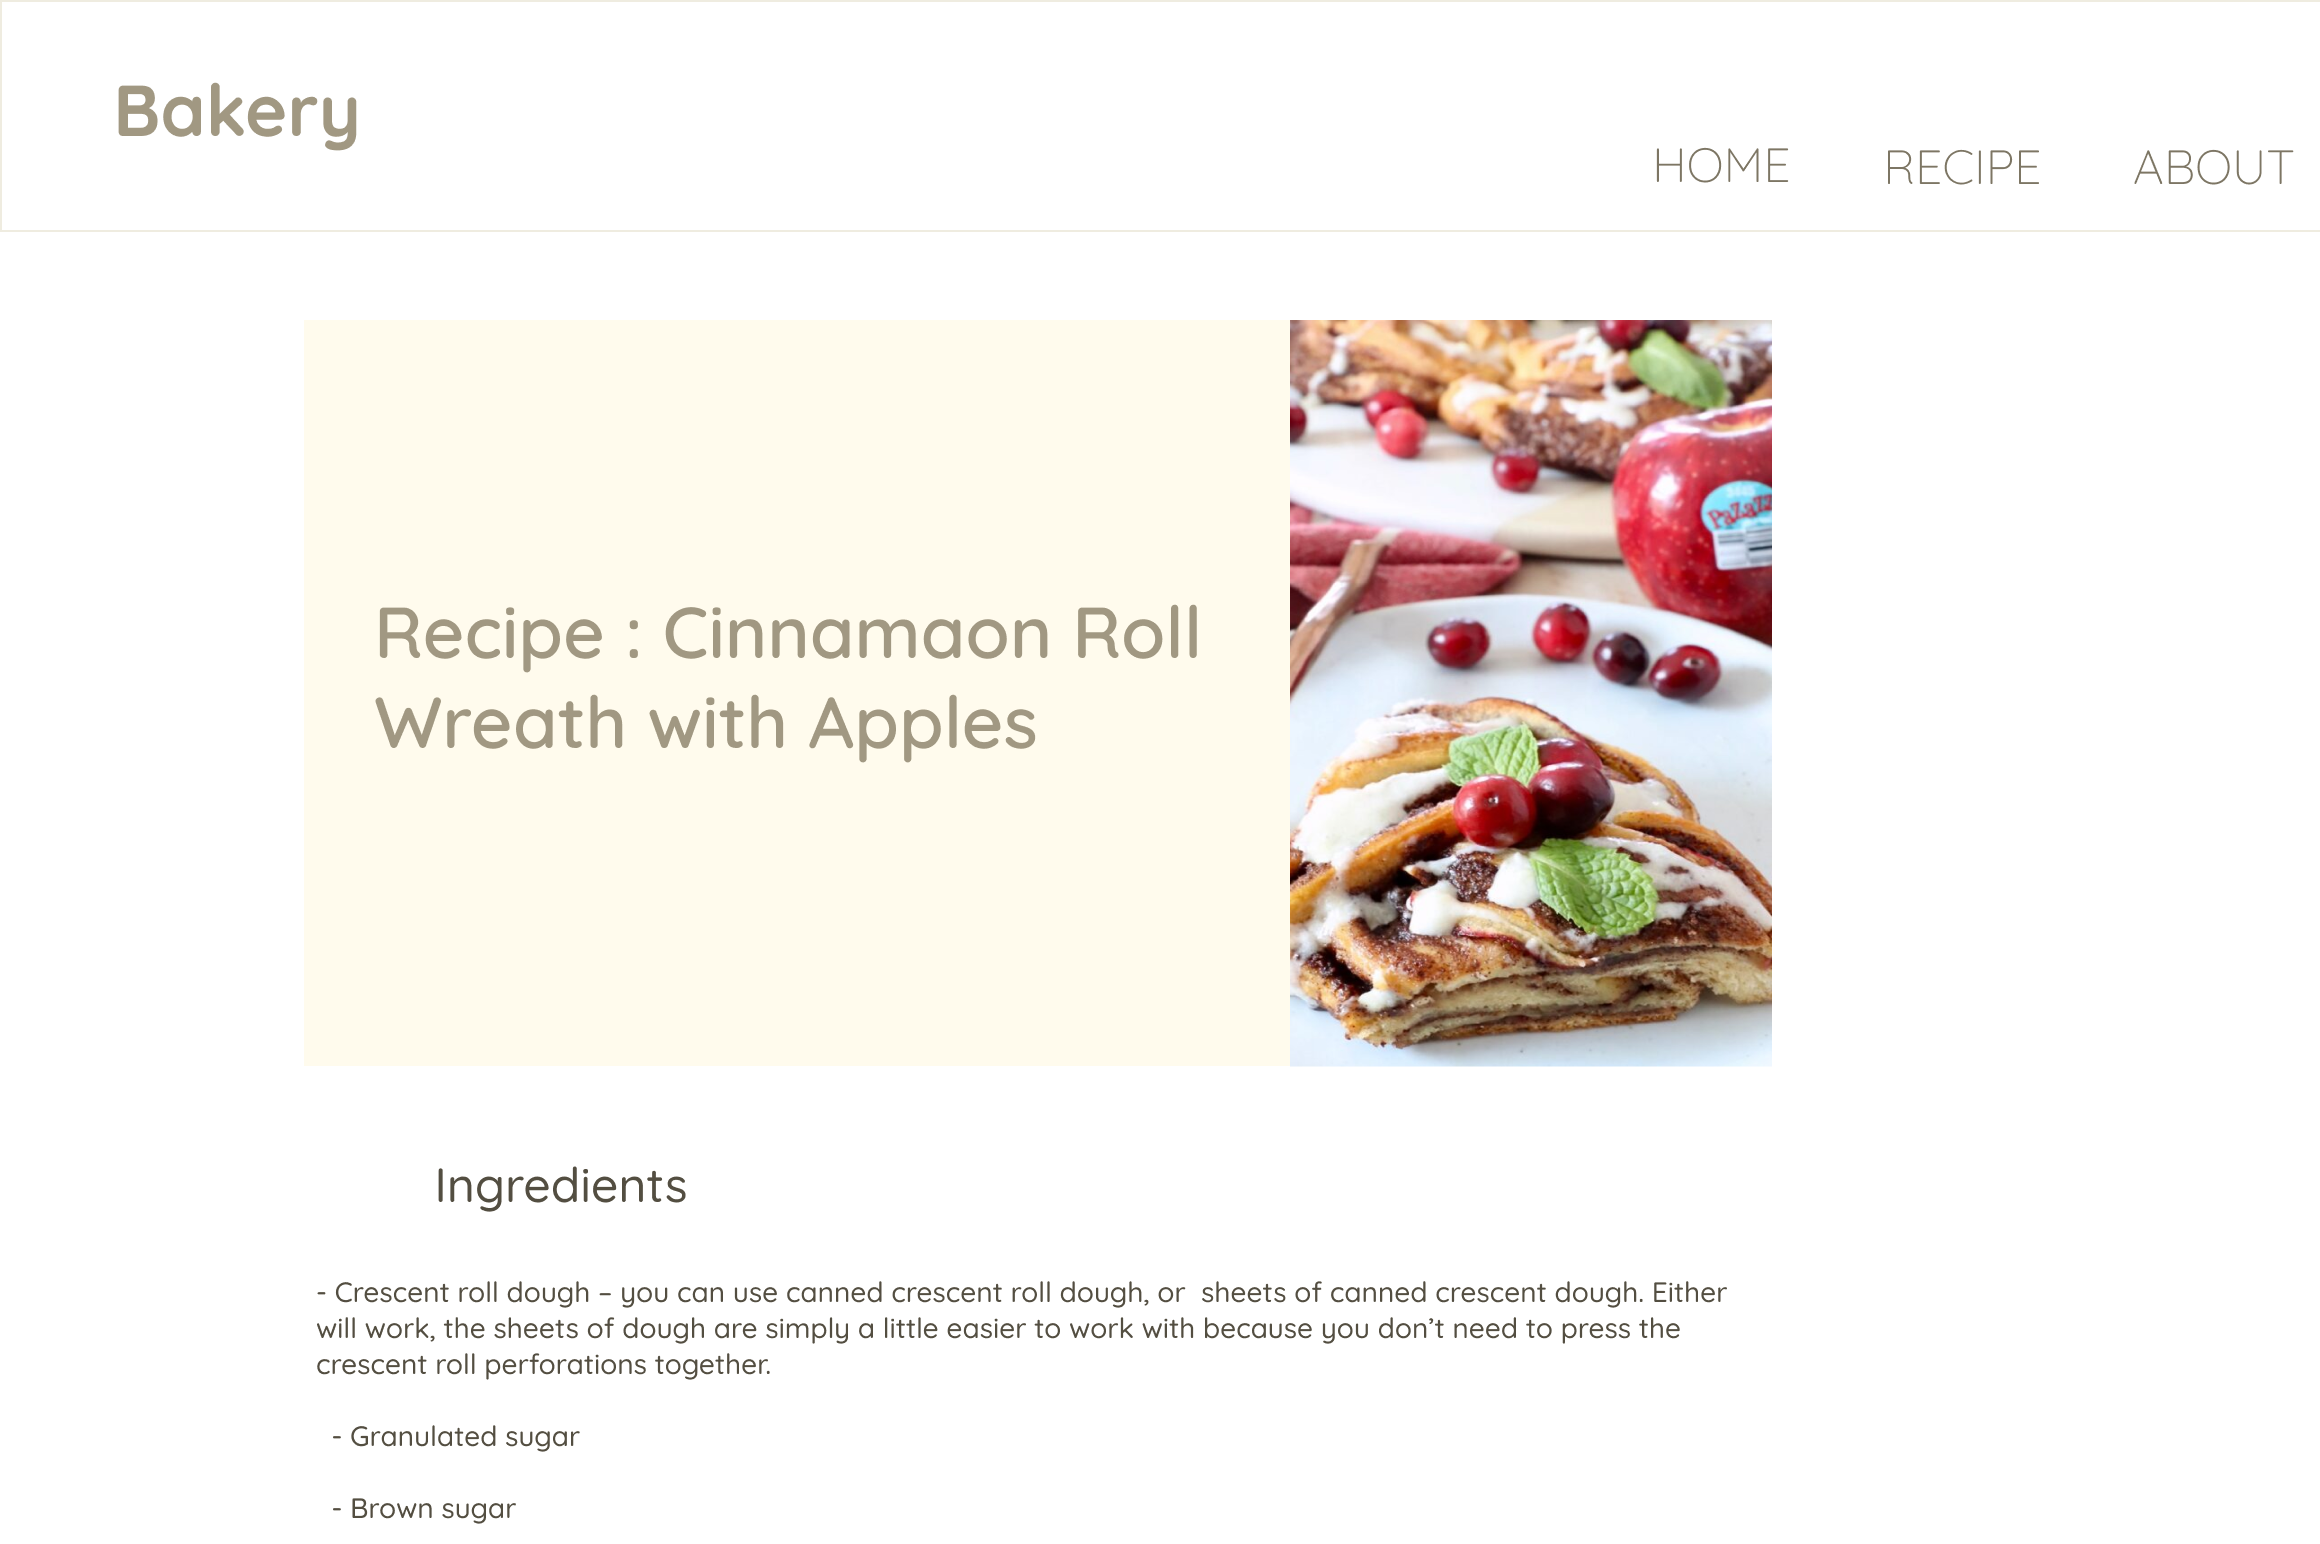 Bakery
HOME RECIPE ABOUT
Recipe : Cinnamaon Roll
Wreath with Apples
Ingredients
- Crescent roll dough – you can use canned crescent roll dough, or  sheets of canned crescent dough. Either
will work, the sheets of dough are simply a little easier to work with because you don’t need to press the
crescent roll perforations together.
- Granulated sugar
- Brown sugar